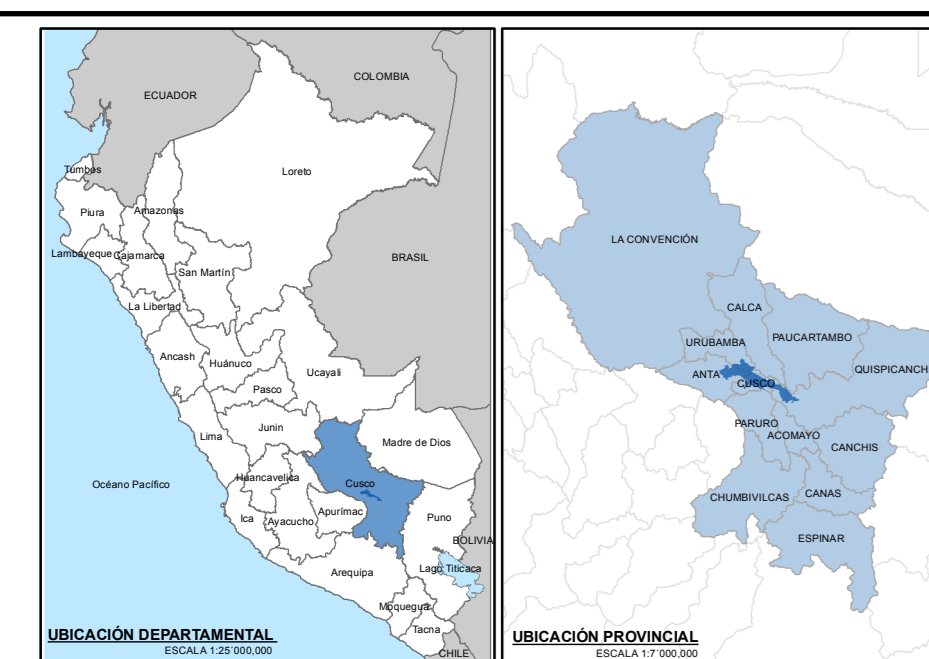 ECUADOR
COLOMBIA
Tumbes
Loreto
Piura
Amazonas
Lambayeque
Cajamarca
BRASIL
San Martín
La Libertad
Ancash
Huánuco
Ucayali
Pasco
Junin
Lima
Madre de Dios
Huancavelica
Cusco
Océano Pacífico
Ica
Ayacucho
Apurímac
Puno
BOLIVIA
Arequipa
Lago Titicaca
Moquegua
Tacna
CHILE
UBICACIÓN DEPARTAMENTAL
ESCALA 1:25´000,000
LA CONVENCIÓN
CALCA
URUBAMBA
PAUCARTAMBO
ANTA
CUSCO
QUISPICANCH
PARURO
ACOMAYO
CANCHIS
CHUMBIVILCAS
CANAS
ESPINAR
UBICACIÓN PROVINCIAL
ESCALA 1:7´000,000